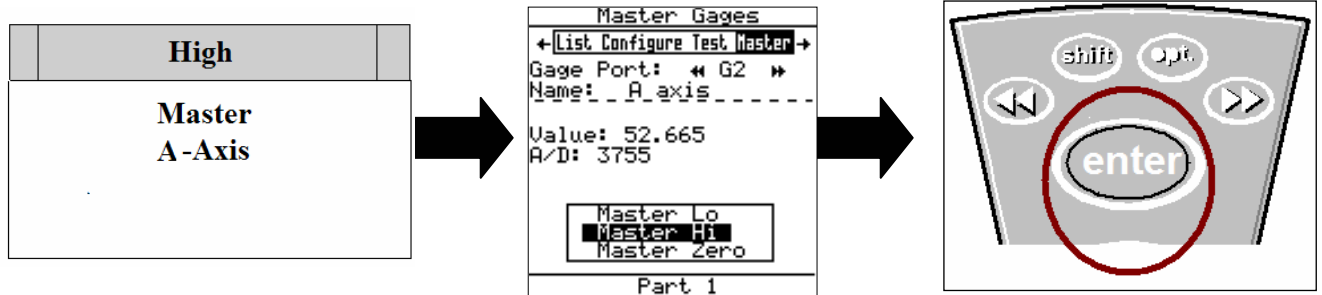 High
Master
A-Axis
Master Gages
List Configure Test Master
Gage Port: G2
Name: A axis
Value: 52.665
A/D: 3755
Master Lo
Master Hi
Master Zero
Part 1
shift opt.
enter